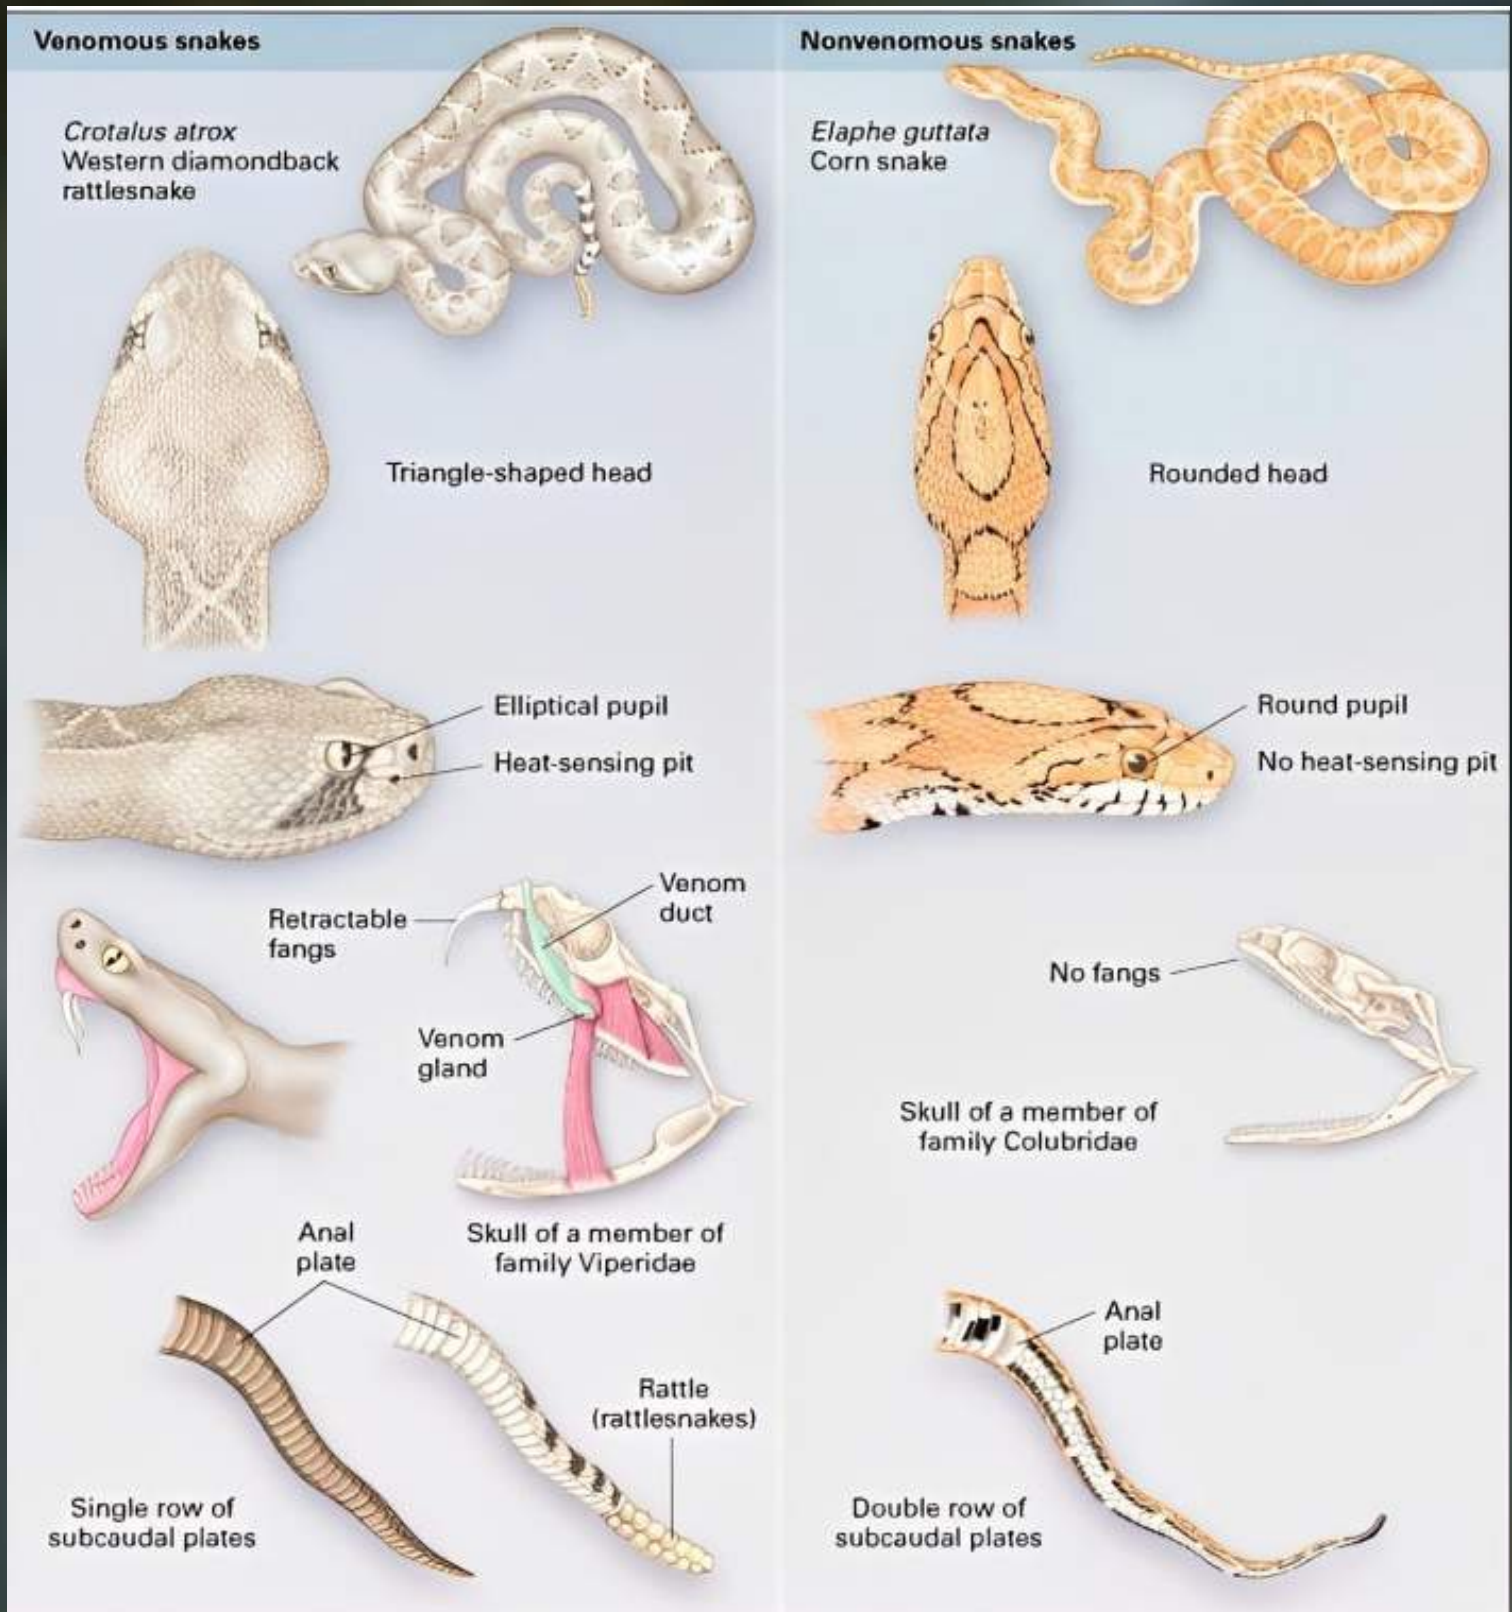 Venomous snakes
Crotalus atrox
Western diamondback
rattlesnake
Triangle-shaped head
Elliptical pupil
Heat-sensing pit
Retractable
fangs
Venom
duct
Venom
gland
Skull of a member of
family Viperidae
Anal
plate
Rattle
(rattlesnakes)
Single row of
subcaudal plates
Nonvenomous snakes
Elaphe guttata
Corn snake
Rounded head
Round pupil
No heat-sensing pit
No fangs
Skull of a member of
family Colubridae
Anal
plate
Double row of
subcaudal plates